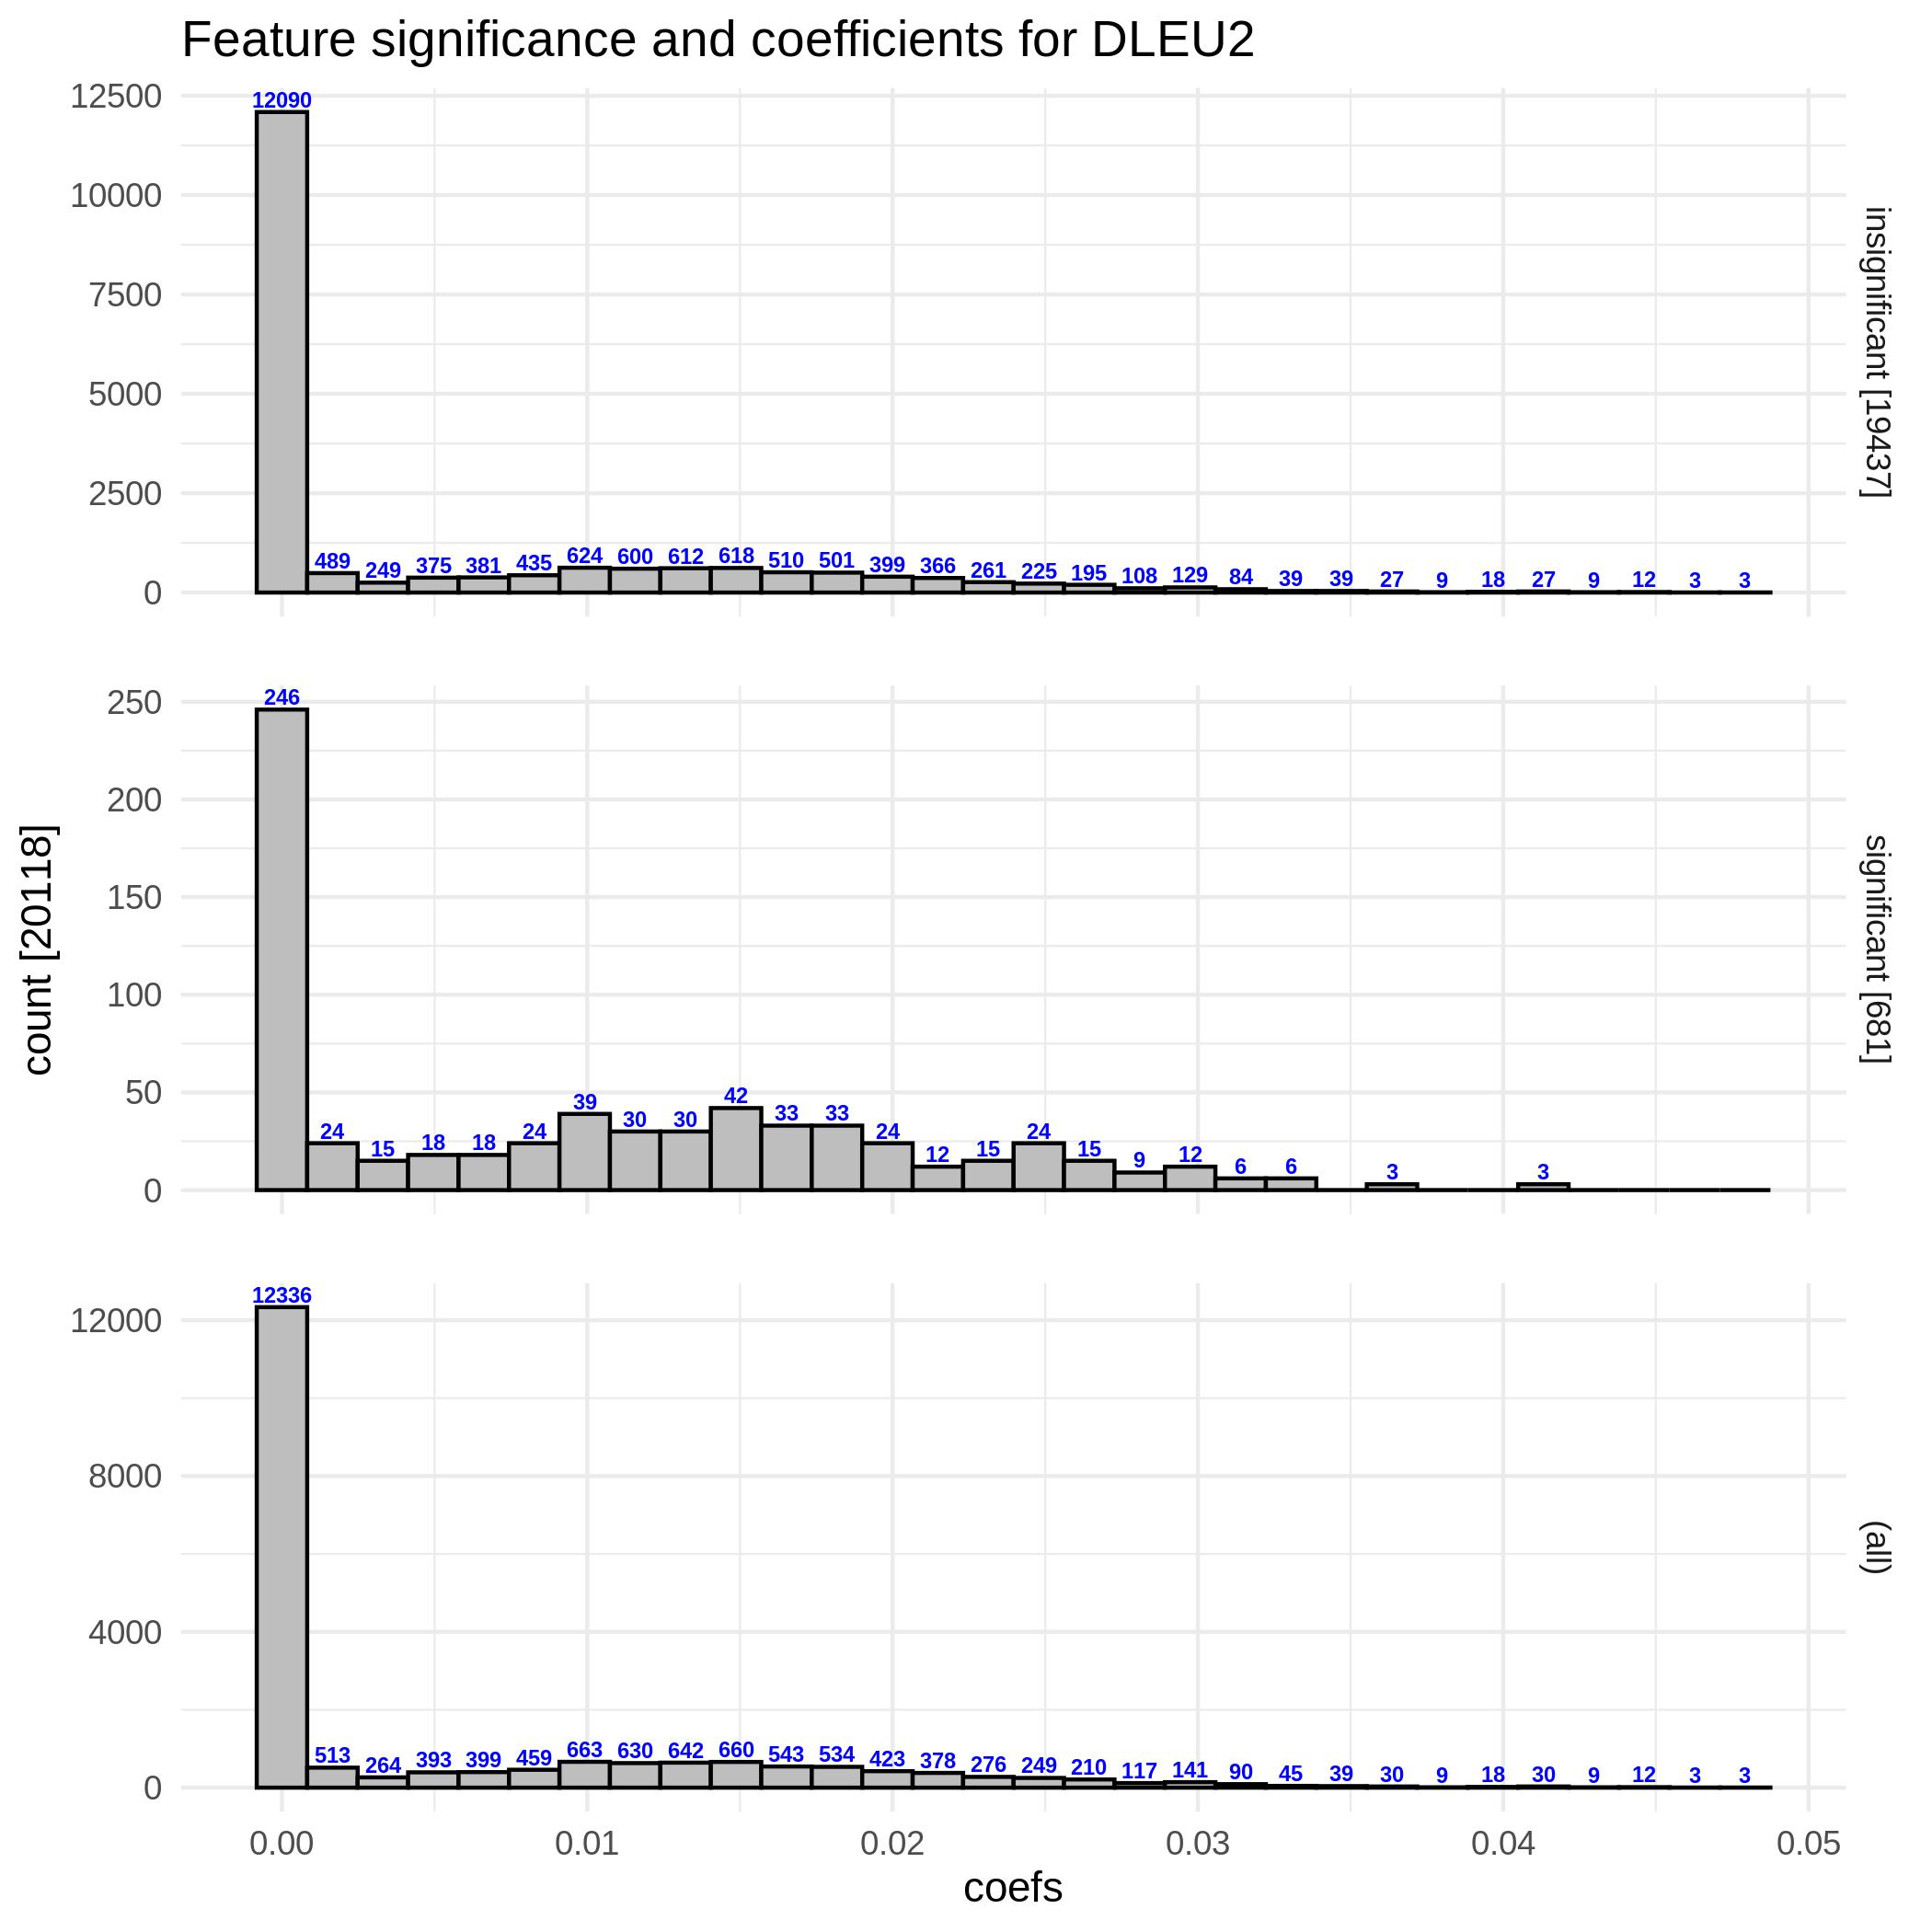 Feature significance and coefficients for DLEU2
12500
10000
7500
5000
2500
0
12090 489 249 375 381 435 624 600 612 618 510 501 399 366 261 225 195 108 129 84 39 39 27 9 18 27 9 12 3 3
insignificant [19437]
count [20118]
250
200
150
100
50
0
246 24 15 18 18 24 39 30 30 42 33 33 24 12 15 24 15 9 12 6 6 3 3
significant [681]
12000
8000
4000
0
12336 513 264 393 399 459 663 630 642 660 543 534 423 378 276 249 210 117 141 90 45 39 30 9 18 30 9 12 3 3
(all)
0.00 0.01 0.02 0.03 0.04 0.05
coefs